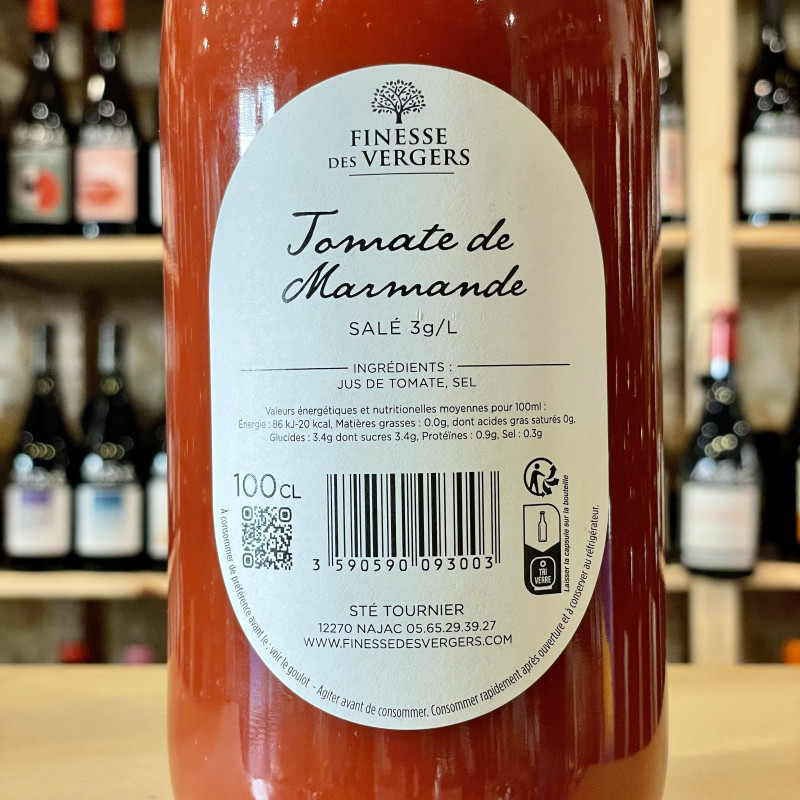 FINESSE
DES VERGERS
Tomate de
Marmande
SALÉ 3g/L
INGRÉDIENTS :
JUS DE TOMATE, SEL
Valeurs énergétiques et nutritionelles moyennes pour 100ml :
Énergie : 86 kJ-20 kcal, Matières grasses : 0.0g, dont acides gras saturés 0g,
Glucides : 3.4g dont sucres 3.4g, Protéïnes : 0.9g, Sel : 0.3g
100CL
3 590590 093003
TRI
VERRE
Laisser la capsule sur la bouteille
STÉ TOURNIER
12270 NAJAC 05.65.29.39.27
WWW.FINESSEDESVERGERS.COM
À consommer de préférence avant le : voir le goulot. - Agiter avant de consommer. Consommer rapidement après ouverture et à conserver au réfrigérateur.